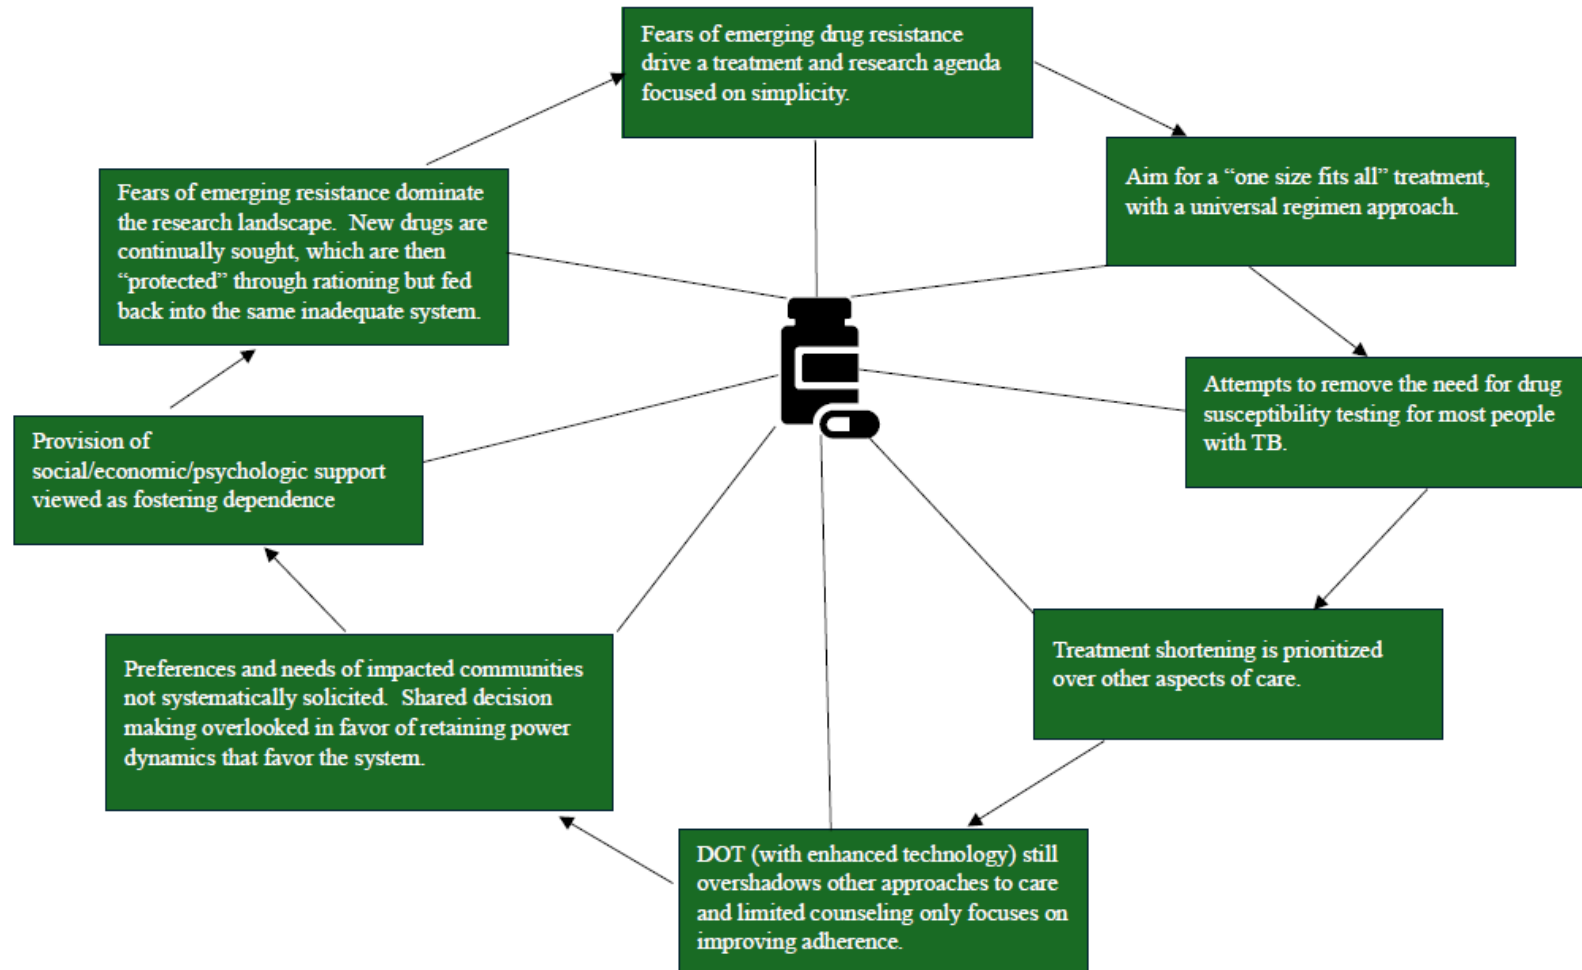 Fears of emerging drug resistance
drive a treatment and research agenda
focused on simplicity.
Aim for a “one size fits all” treatment,
with a universal regimen approach.
Attempts to remove the need for drug
susceptibility testing for most people
with TB.
Treatment shortening is prioritized
over other aspects of care.
DOT (with enhanced technology) still
overshadows other approaches to care
and limited counseling only focuses on
improving adherence.
Preferences and needs of impacted communities
not systematically solicited.  Shared decision
making overlooked in favor of retaining power
dynamics that favor the system.
Provision of
social/economic/psychologic support
viewed as fostering dependence
Fears of emerging resistance dominate
the research landscape.  New drugs are
continually sought, which are then
“protected” through rationing but fed
back into the same inadequate system.